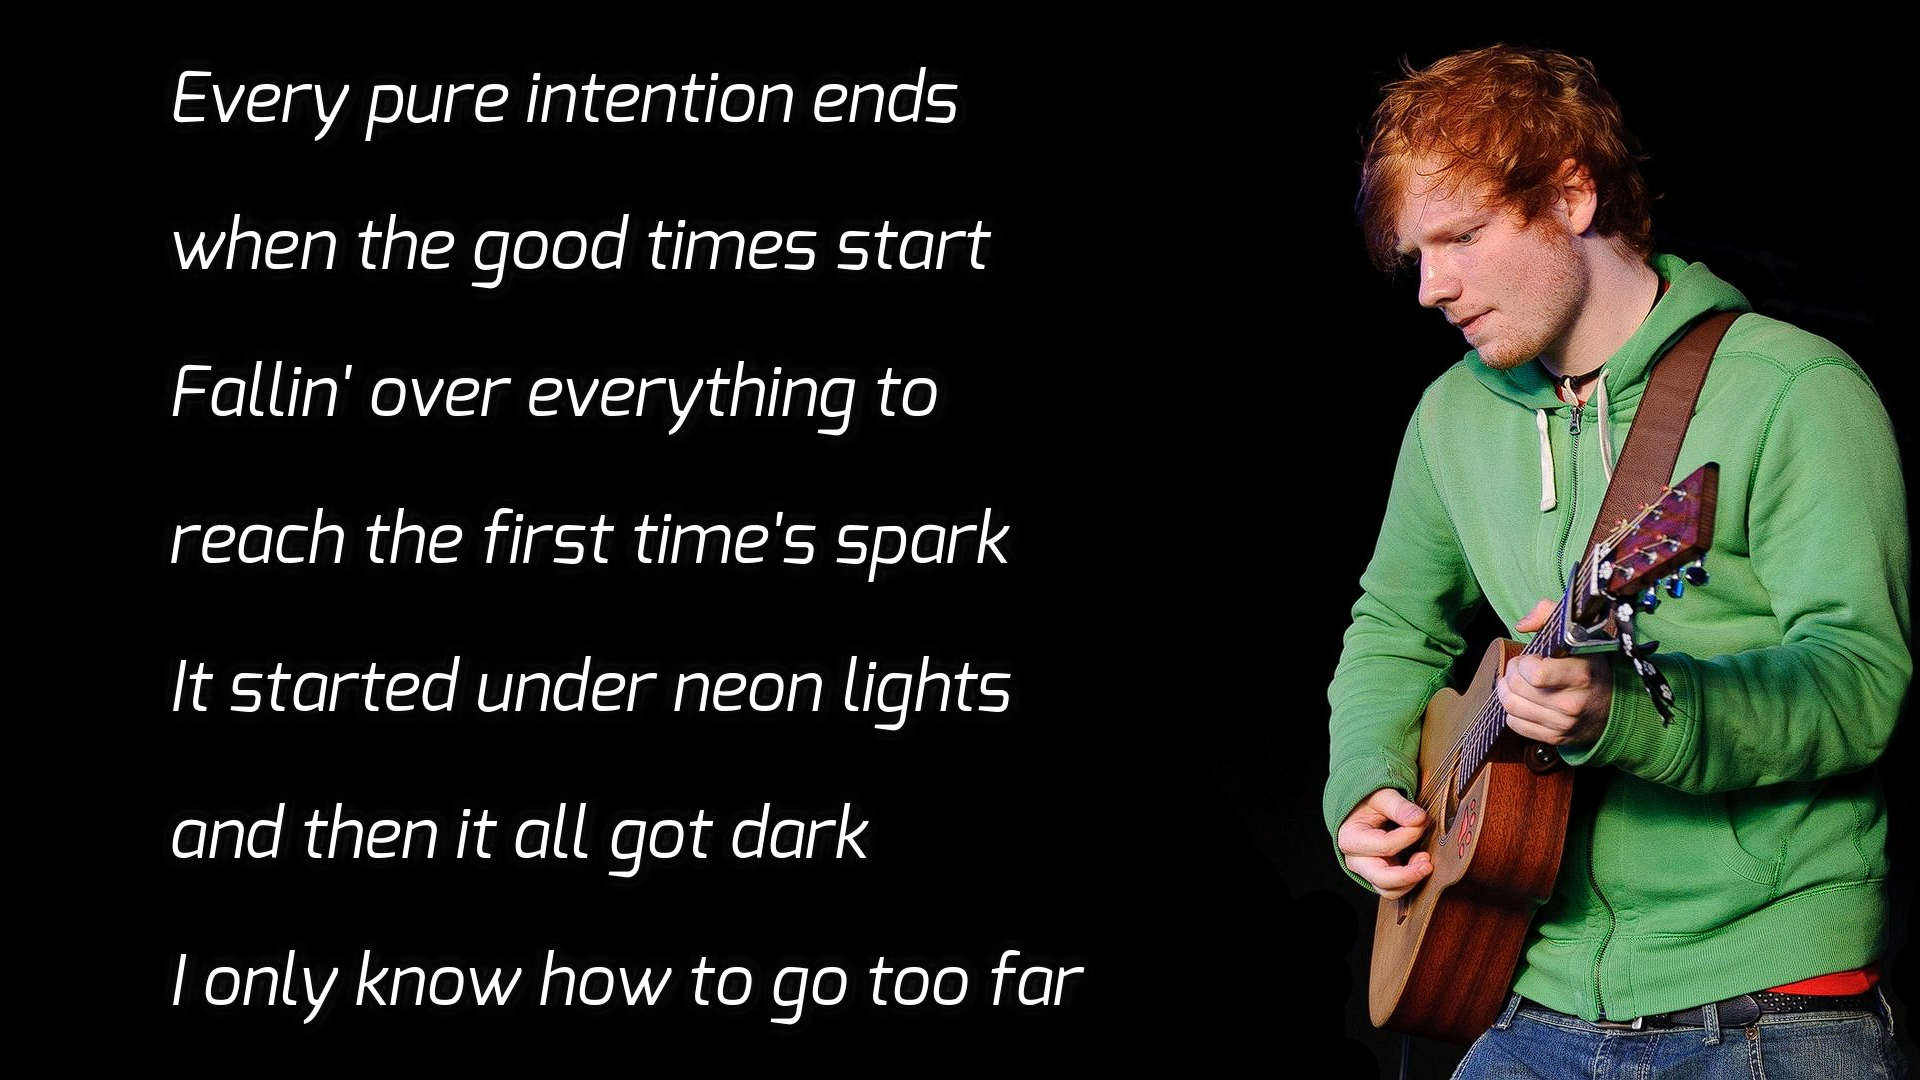 Every pure intention ends
when the good times start
Fallin' over everything to
reach the first time's spark
It started under neon lights
and then it all got dark
I only know how to go too far